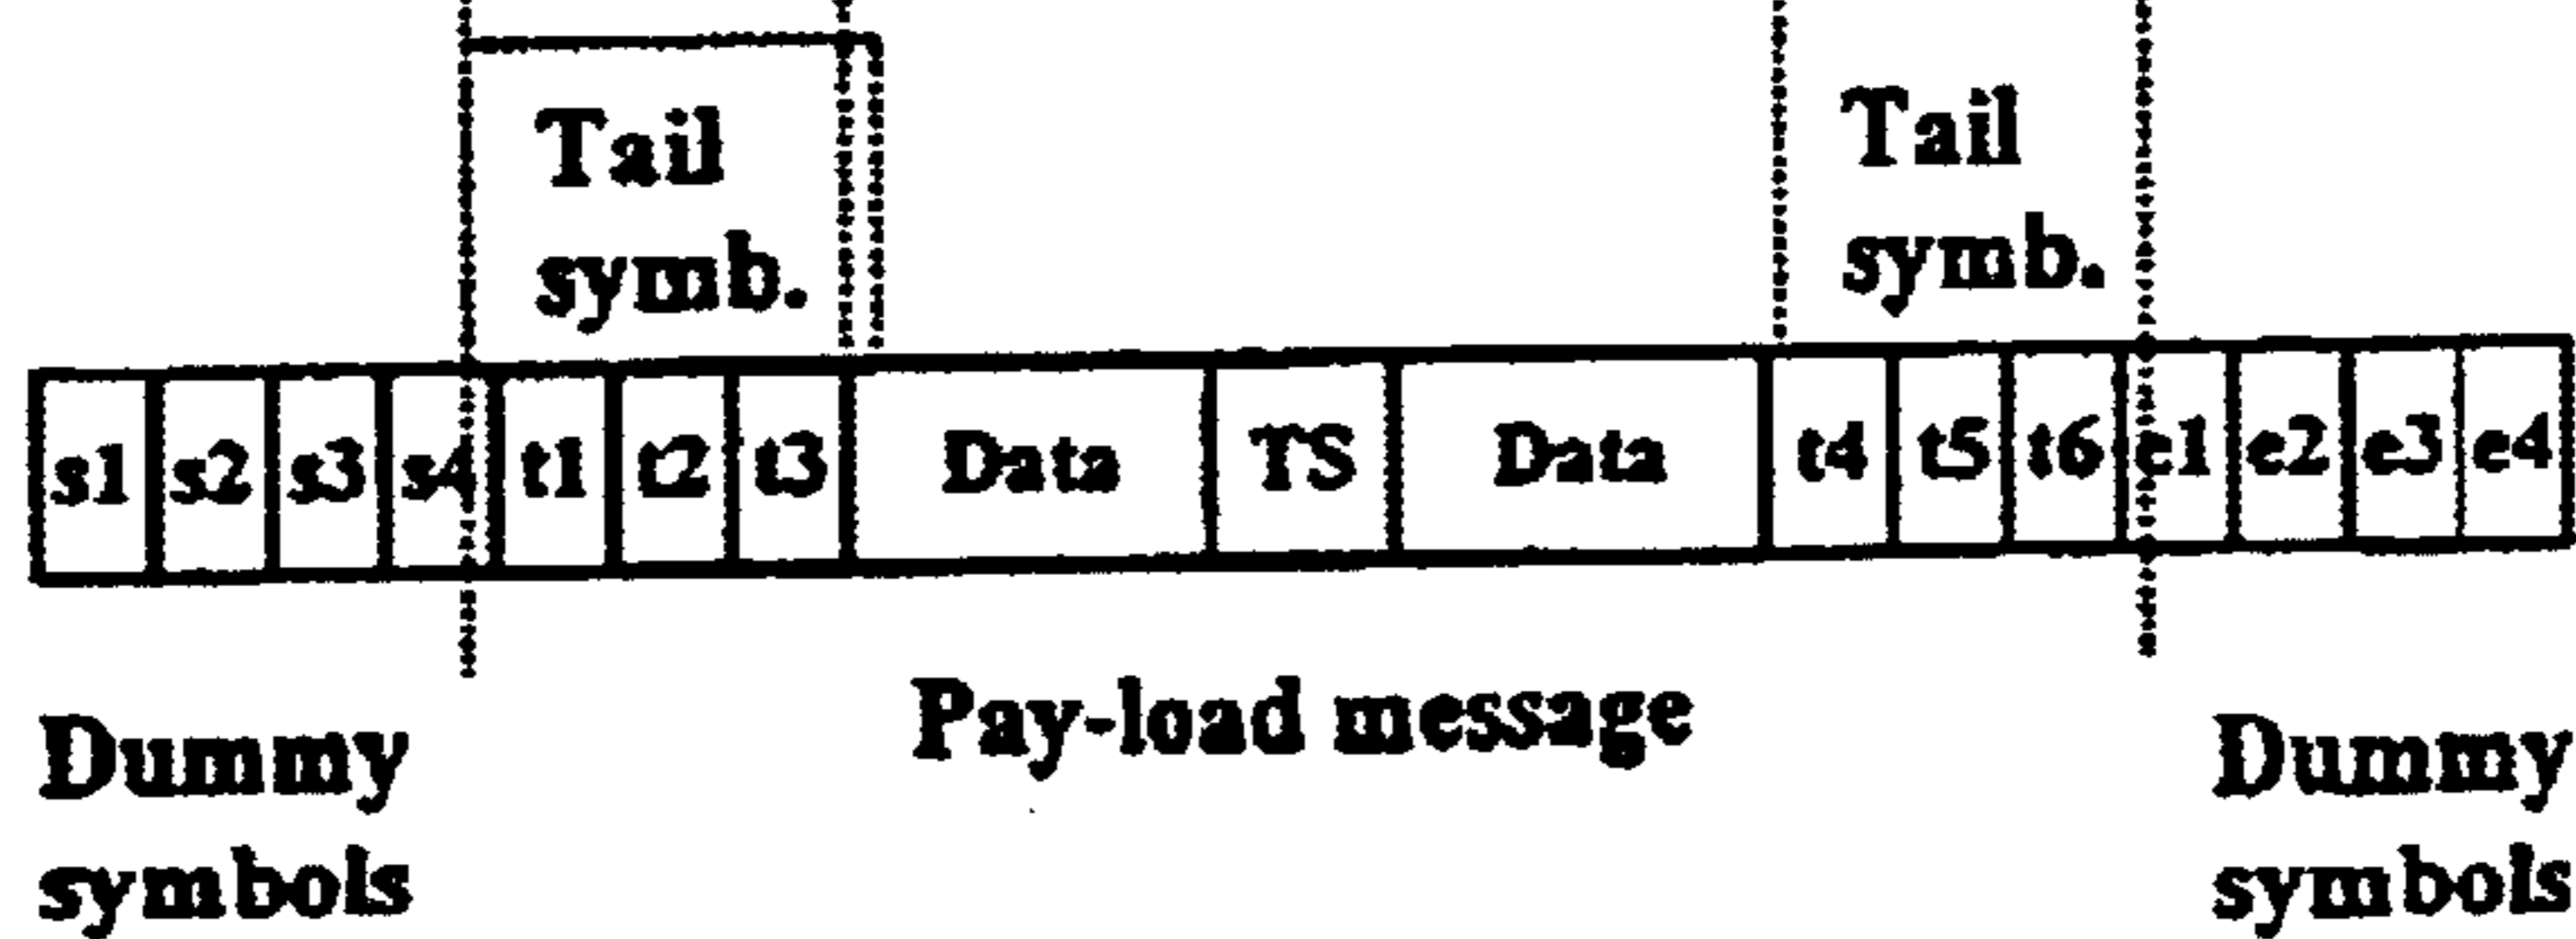 Tail
symb.
Tail
symb.
s1 s2 s3 s4 t1 t2 t3 Data TS Data t4 t5 t6 e1 e2 e3 e4
Pay-load message
Dummy
symbols
Dummy
symbols